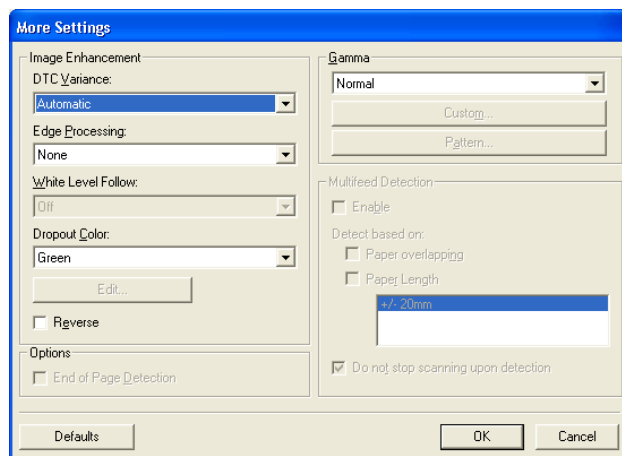 More Settings
Image Enhancement
DTC Variance:
Automatic
Edge Processing:
None
White Level Follow:
Off
Dropout Color:
Green
Edit...
Reverse
Options
End of Page Detection
Gamma
Normal
Custom...
Pattern...
Multifeed Detection
Enable
Detect based on:
Paper overlapping
Paper Length
+/- 20mm
Do not stop scanning upon detection
Defaults
OK
Cancel